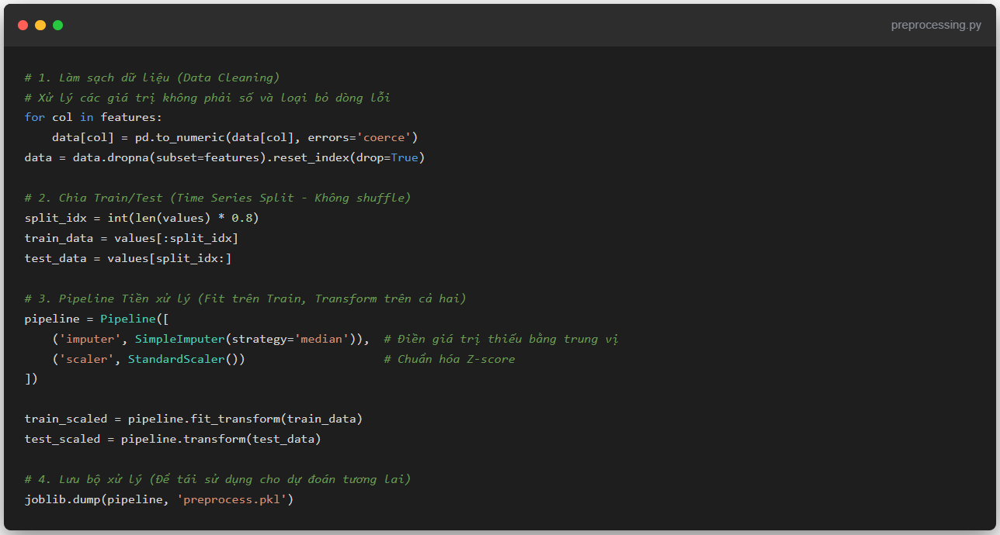 preprocessing.py
# 1. Làm sạch dữ liệu (Data Cleaning)
# Xử lý các giá trị không phải số và loại bỏ dòng lỗi
for col in features:
    data[col] = pd.to_numeric(data[col], errors='coerce')
data = data.dropna(subset=features).reset_index(drop=True)
# 2. Chia Train/Test (Time Series Split - Không shuffle)
split_idx = int(len(values) * 0.8)
train_data = values[:split_idx]
test_data = values[split_idx:]
# 3. Pipeline Tiền xử lý (Fit trên Train, Transform trên cả hai)
pipeline = Pipeline([
    ('imputer', SimpleImputer(strategy='median')),  # Điền giá trị thiếu bằng trung vị
    ('scaler', StandardScaler())                    # Chuẩn hóa Z-score
])
train_scaled = pipeline.fit_transform(train_data)
test_scaled = pipeline.transform(test_data)
# 4. Lưu bộ xử lý (Để tái sử dụng cho dự đoán tương lai)
joblib.dump(pipeline, 'preprocess.pkl')